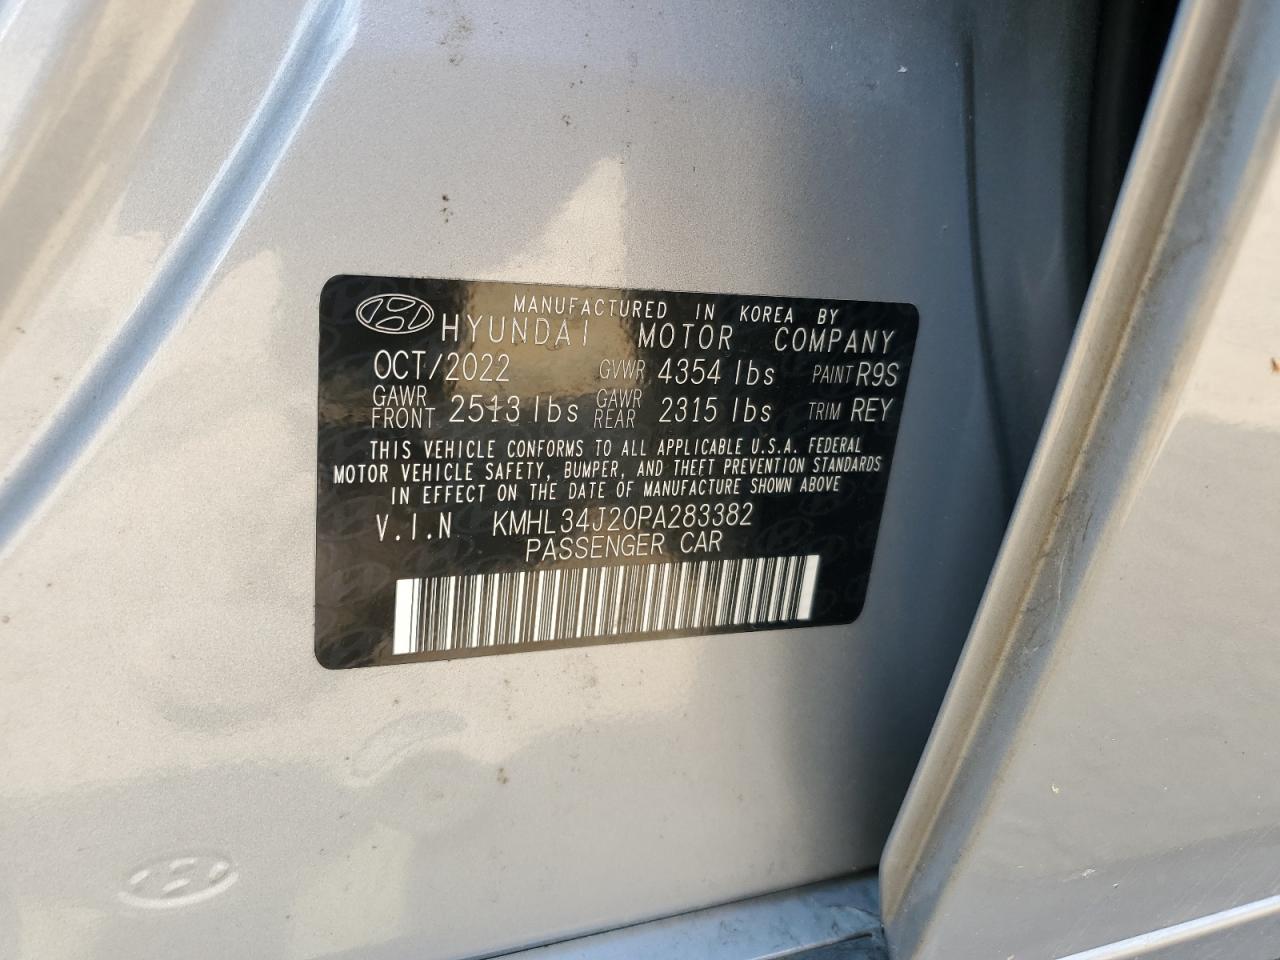 MANUFACTURED IN KOREA BY
HYUNDAI MOTOR COMPANY
OCT/2022 GVWR 4354 lbs PAINT R9S
GAWR FRONT 2513 lbs GAWR REAR 2315 lbs TRIM REY
THIS VEHICLE CONFORMS TO ALL APPLICABLE U.S.A. FEDERAL
MOTOR VEHICLE SAFETY, BUMPER, AND THEFT PREVENTION STANDARDS
IN EFFECT ON THE DATE OF MANUFACTURE SHOWN ABOVE
V.I.N KMHL34J20PA283382
PASSENGER CAR